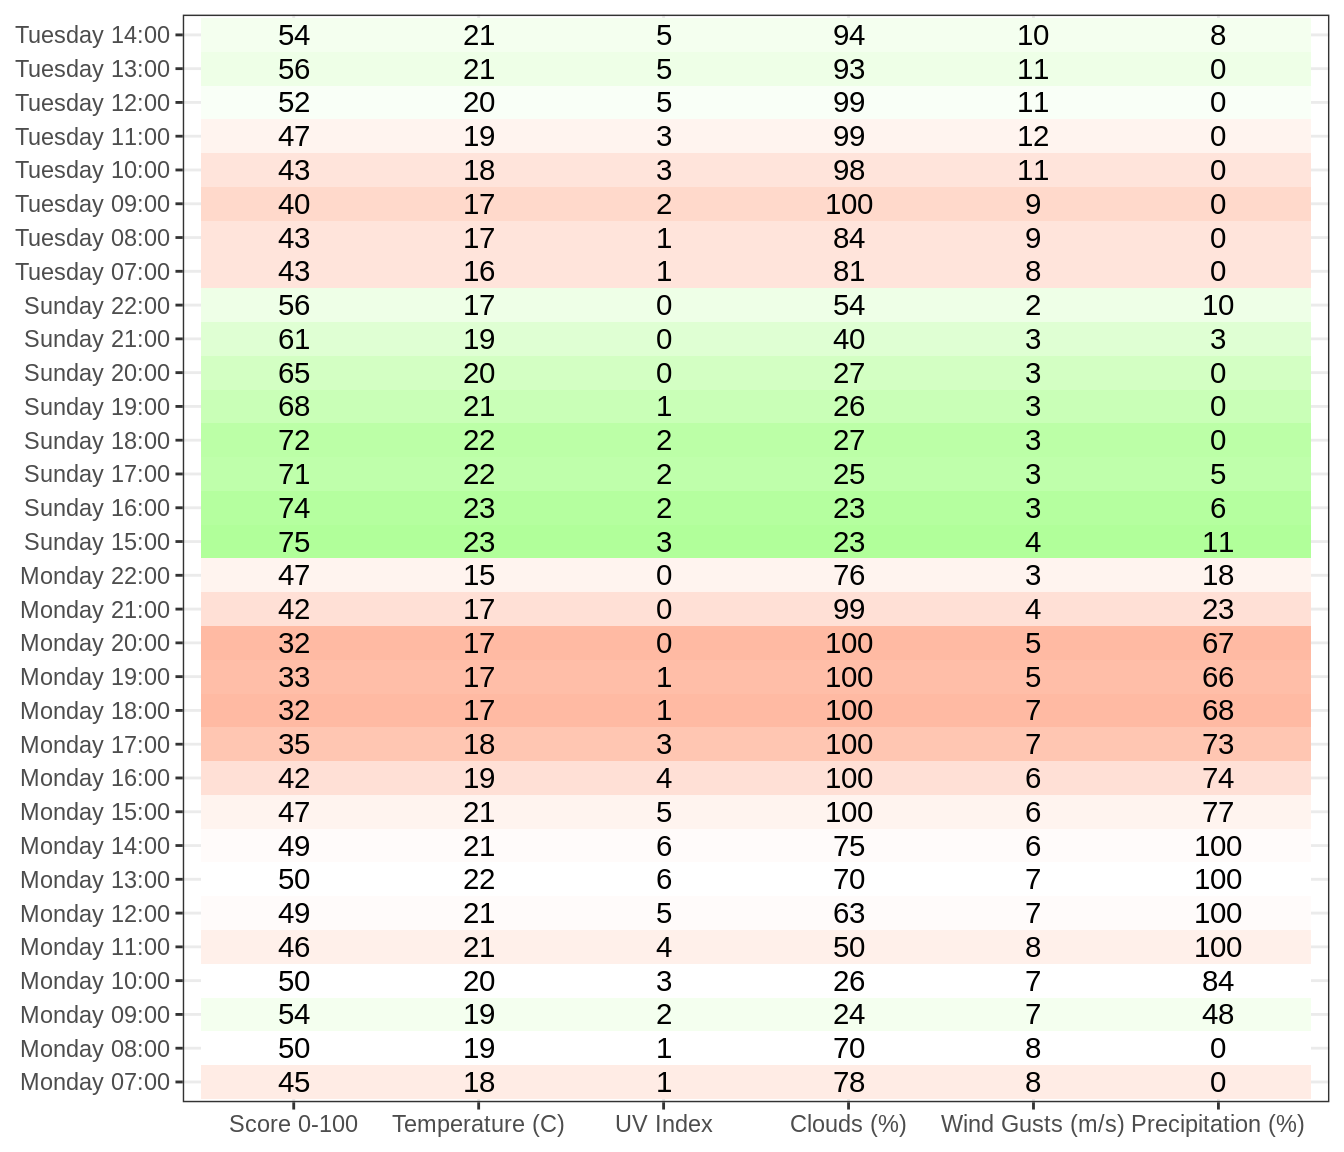 Tuesday 14:00 54 21 5 94 10 8
Tuesday 13:00 56 21 5 93 11 0
Tuesday 12:00 52 20 5 99 11 0
Tuesday 11:00 47 19 3 99 12 0
Tuesday 10:00 43 18 3 98 11 0
Tuesday 09:00 40 17 2 100 9 0
Tuesday 08:00 43 17 1 84 9 0
Tuesday 07:00 43 16 1 81 8 0
Sunday 22:00 56 17 0 54 2 10
Sunday 21:00 61 19 0 40 3 3
Sunday 20:00 65 20 0 27 3 0
Sunday 19:00 68 21 1 26 3 0
Sunday 18:00 72 22 2 27 3 0
Sunday 17:00 71 22 2 25 3 5
Sunday 16:00 74 23 2 23 3 6
Sunday 15:00 75 23 3 23 4 11
Monday 22:00 47 15 0 76 3 18
Monday 21:00 42 17 0 99 4 23
Monday 20:00 32 17 0 100 5 67
Monday 19:00 33 17 1 100 5 66
Monday 18:00 32 17 1 100 7 68
Monday 17:00 35 18 3 100 7 73
Monday 16:00 42 19 4 100 6 74
Monday 15:00 47 21 5 100 6 77
Monday 14:00 49 21 6 75 6 100
Monday 13:00 50 22 6 70 7 100
Monday 12:00 49 21 5 63 7 100
Monday 11:00 46 21 4 50 8 100
Monday 10:00 50 20 3 26 7 84
Monday 09:00 54 19 2 24 7 48
Monday 08:00 50 19 1 70 8 0
Monday 07:00 45 18 1 78 8 0
Score 0-100 Temperature (C) UV Index Clouds (%) Wind Gusts (m/s) Precipitation (%)